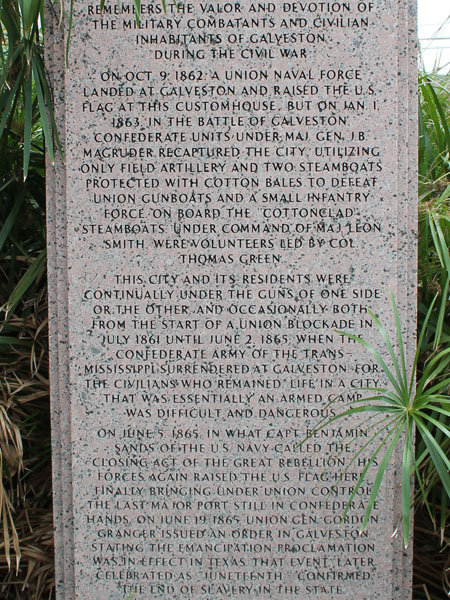 REMEMBERS THE VALOR AND DEVOTION OF
THE MILITARY COMBATANTS AND CIVILIAN
INHABITANTS OF GALVESTON
DURING THE CIVIL WAR.
ON OCT. 9, 1862, A UNION NAVAL FORCE
LANDED AT GALVESTON AND RAISED THE U.S.
FLAG AT THIS CUSTOMHOUSE, BUT ON JAN. 1,
1863, IN THE BATTLE OF GALVESTON,
CONFEDERATE UNITS UNDER MAJ. GEN. J.B.
MAGRUDER RECAPTURED THE CITY, UTILIZING
ONLY FIELD ARTILLERY AND TWO STEAMBOATS
PROTECTED WITH COTTON BALES TO DEFEAT
UNION GUNBOATS AND A SMALL INFANTRY
FORCE. ON BOARD THE "COTTONCLAD"
STEAMBOATS, UNDER COMMAND OF MAJ. LEON
SMITH, WERE VOLUNTEERS LED BY COL.
THOMAS GREEN.
THIS CITY AND ITS RESIDENTS WERE
CONTINUALLY UNDER THE GUNS OF ONE SIDE
OR THE OTHER, AND OCCASIONALLY BOTH,
FROM THE START OF A UNION BLOCKADE IN
JULY 1861 UNTIL JUNE 2, 1865, WHEN THE
CONFEDERATE ARMY OF THE TRANS-
MISSISSIPPI SURRENDERED AT GALVESTON. FOR
THE CIVILIANS WHO REMAINED, LIFE IN A CITY
THAT WAS ESSENTIALLY AN ARMED CAMP
WAS DIFFICULT AND DANGEROUS.
ON JUNE 5, 1865, IN WHAT CAPT. BENJAMIN
SANDS OF THE U.S. NAVY CALLED THE
"CLOSING ACT OF THE GREAT REBELLION," HIS
FORCES AGAIN RAISED THE U.S. FLAG HERE,
FINALLY BRINGING UNDER UNION CONTROL
THE LAST MAJOR PORT STILL IN CONFEDERATE
HANDS. ON JUNE 19, 1865, UNION GEN. GORDON
GRANGER ISSUED AN ORDER IN GALVESTON
STATING THE EMANCIPATION PROCLAMATION
WAS IN EFFECT IN TEXAS. THAT EVENT, LATER
CELEBRATED AS "JUNETEENTH," CONFIRMED
THE END OF SLAVERY IN THE STATE.